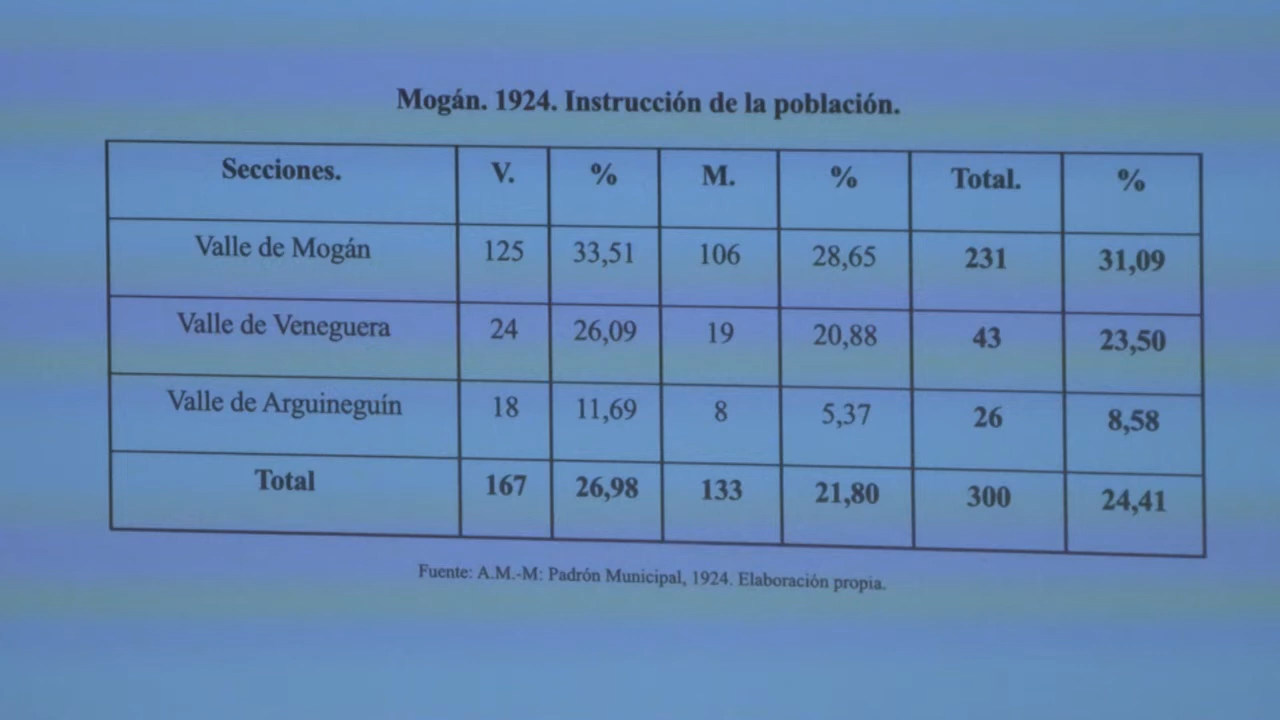 Mogán. 1924. Instrucción de la población.
Secciones. V. % M. % Total. %
Valle de Mogán 125 33,51 106 28,65 231 31,09
Valle de Veneguera 24 26,09 19 20,88 43 23,50
Valle de Arguineguín 18 11,69 8 5,37 26 8,58
Total 167 26,98 133 21,80 300 24,41
Fuente: A.M.-M: Padrón Municipal, 1924. Elaboración propia.